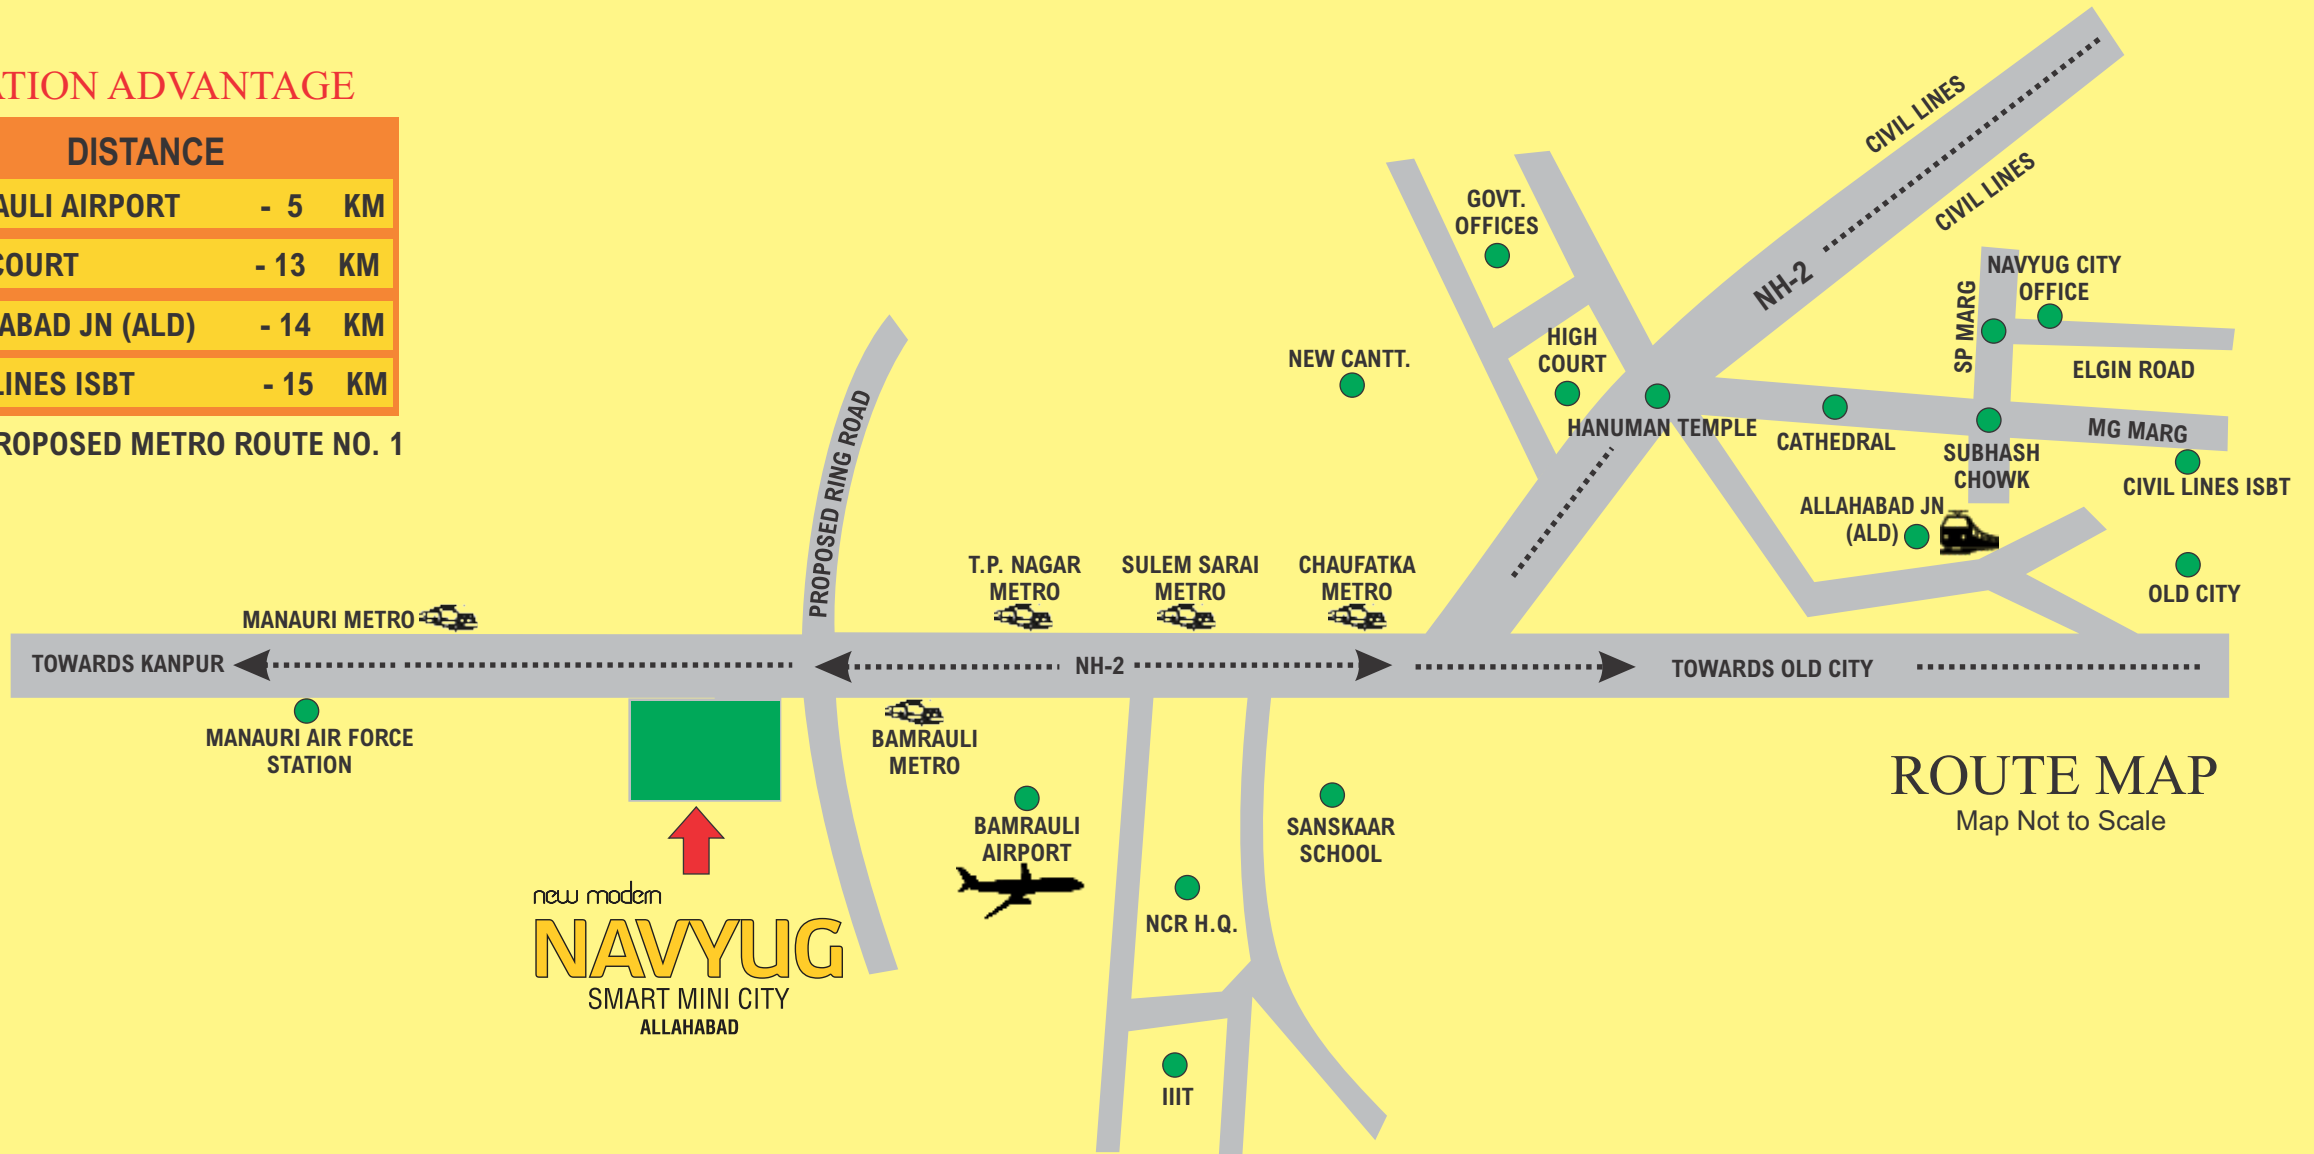 ATION ADVANTAGE
DISTANCE
AULI AIRPORT - 5 KM
COURT - 13 KM
ABAD JN (ALD) - 14 KM
LINES ISBT - 15 KM
ROPOSED METRO ROUTE NO. 1
CIVIL LINES
CIVIL LINES
NH-2
GOVT.
OFFICES
HIGH
COURT
NEW CANTT.
HANUMAN TEMPLE
CATHEDRAL
SP MARG
NAVYUG CITY
OFFICE
ELGIN ROAD
MG MARG
SUBHASH
CHOWK
CIVIL LINES ISBT
ALLAHABAD JN
(ALD)
OLD CITY
PROPOSED RING ROAD
MANAURI METRO
T.P. NAGAR
METRO
SULEM SARAI
METRO
CHAUFATKA
METRO
TOWARDS KANPUR
NH-2
TOWARDS OLD CITY
MANAURI AIR FORCE
STATION
BAMRAULI
METRO
BAMRAULI
AIRPORT
SANSKAAR
SCHOOL
NCR H.Q.
IIIT
ROUTE MAP
Map Not to Scale
new modern
NAVYUG
SMART MINI CITY
ALLAHABAD